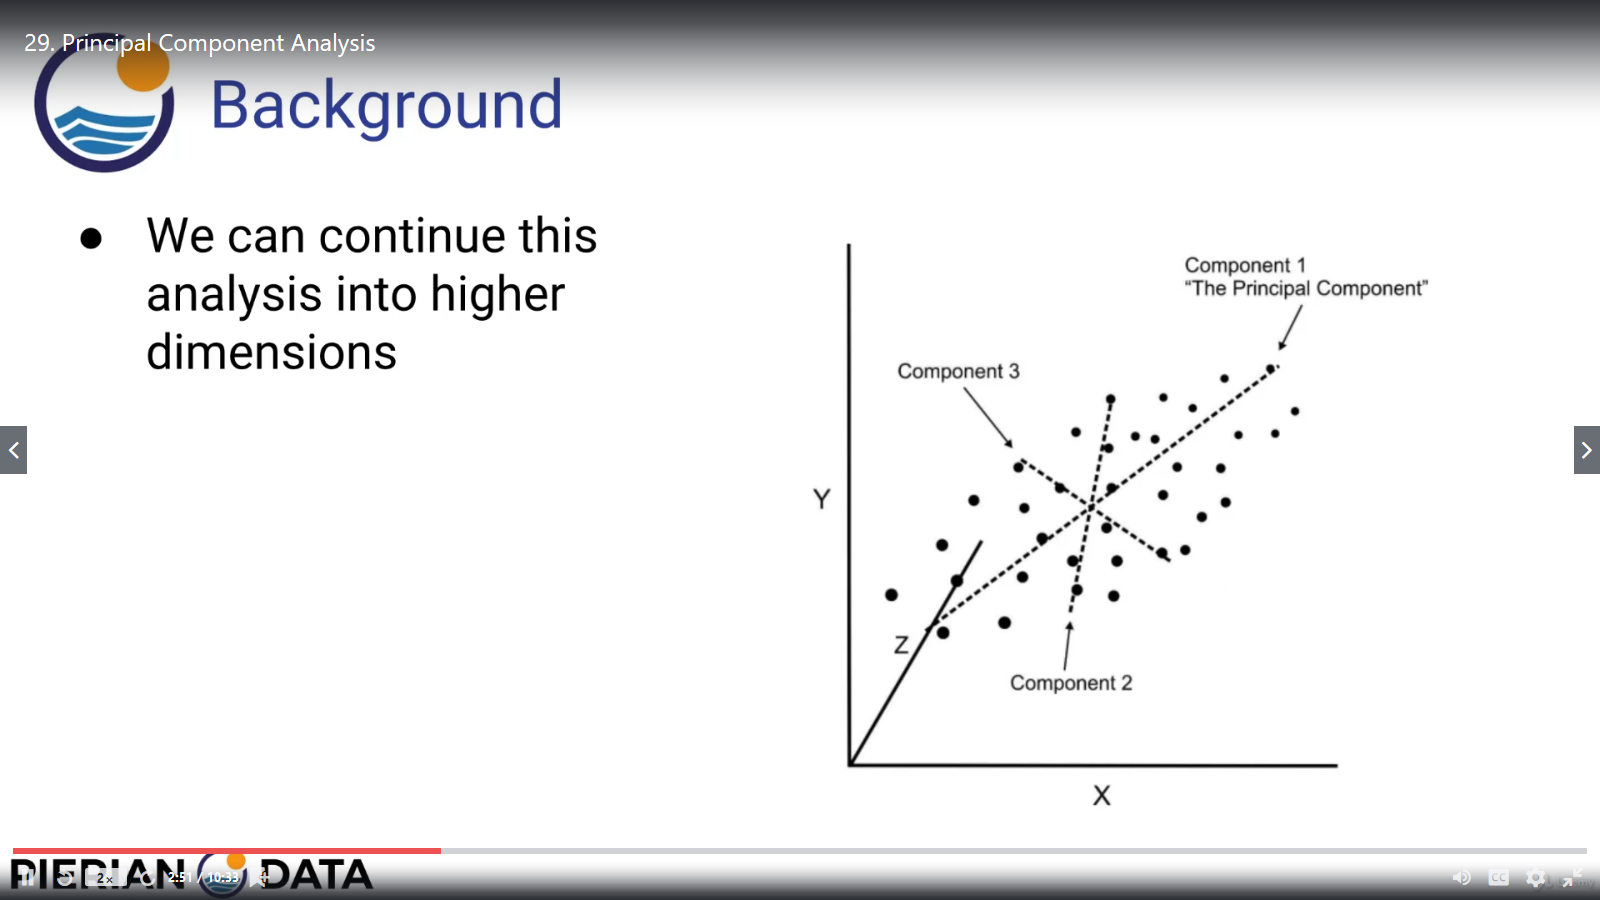 29. Principal Component Analysis
Background
We can continue this
analysis into higher
dimensions
Component 1
“The Principal Component”
Component 3
Y
Z
Component 2
X
PIERIAN DATA
2x
2:51 / 10:33
CC